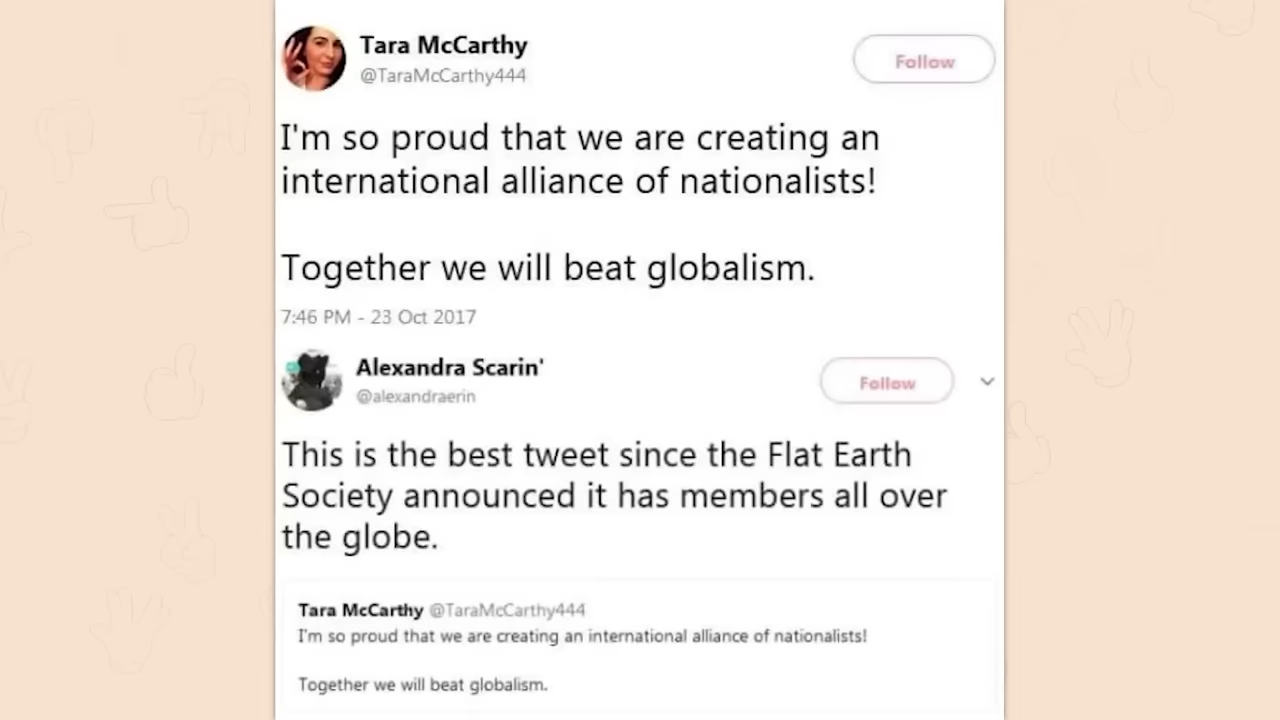 Tara McCarthy
@TaraMcCarthy444
Follow
I'm so proud that we are creating an
international alliance of nationalists!
Together we will beat globalism.
7:46 PM - 23 Oct 2017
Alexandra Scarin'
@alexandraerin
Follow
This is the best tweet since the Flat Earth
Society announced it has members all over
the globe.
Tara McCarthy @TaraMcCarthy444
I'm so proud that we are creating an international alliance of nationalists!
Together we will beat globalism.